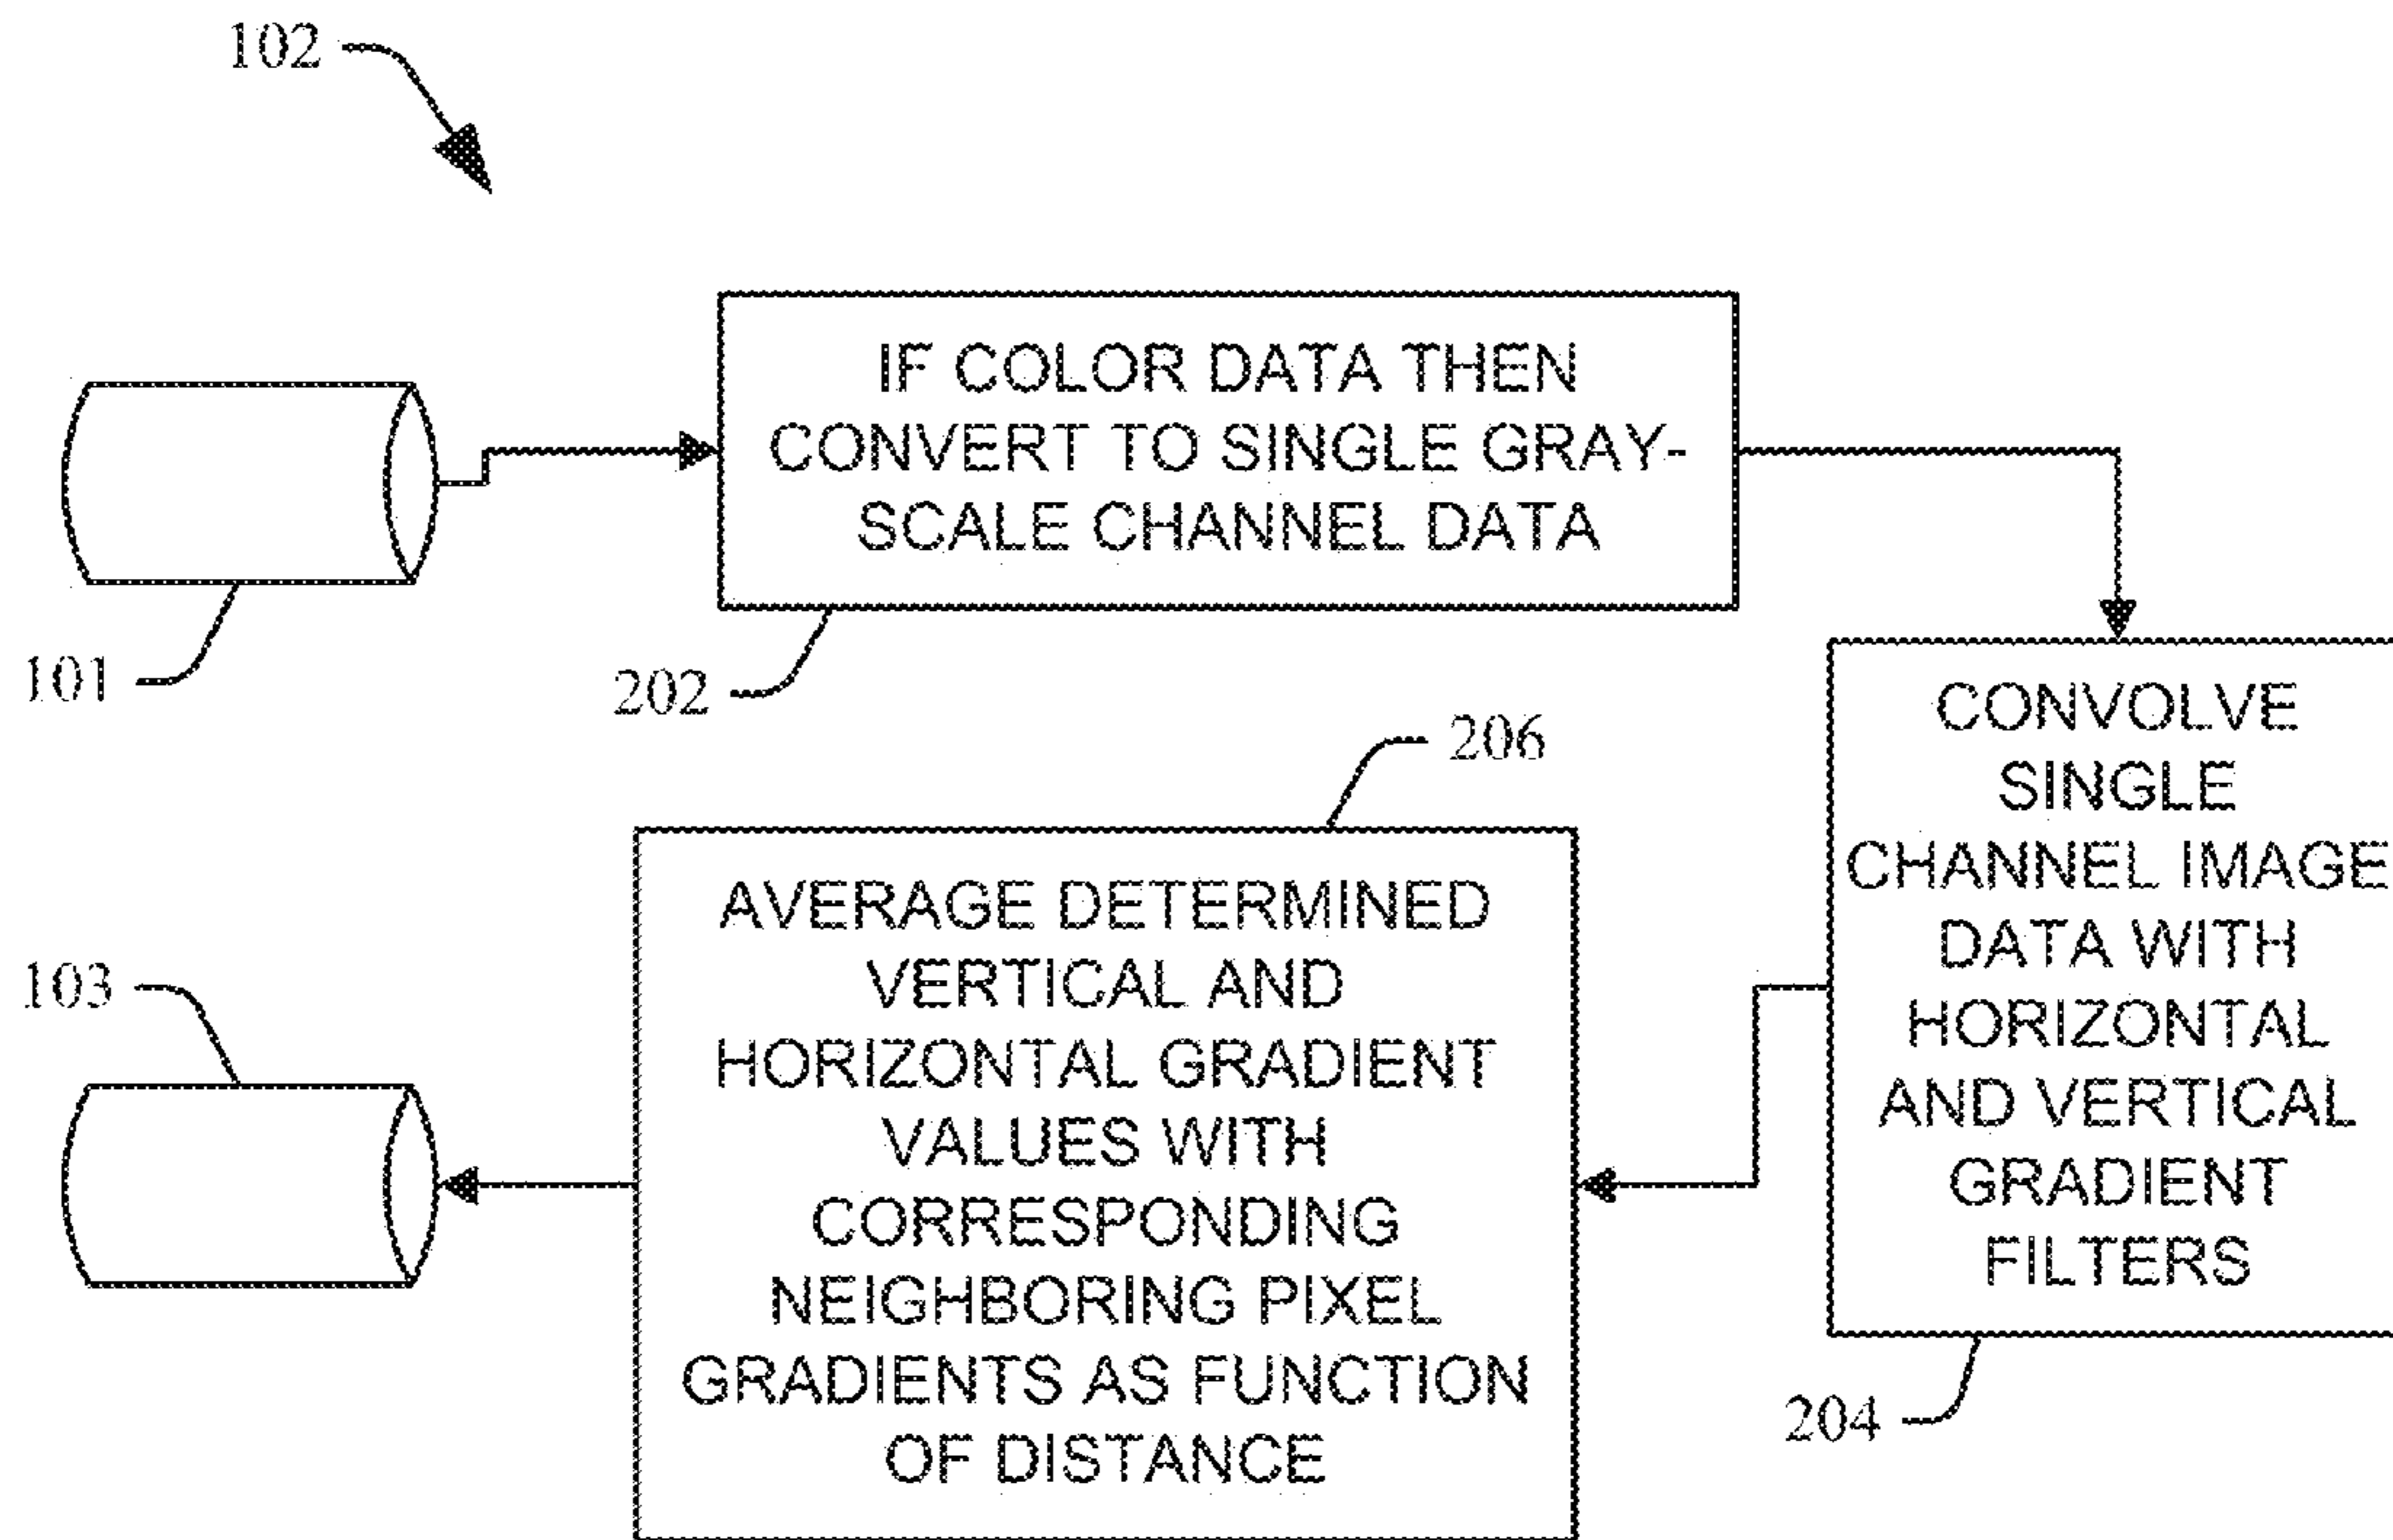 102
IF COLOR DATA THEN
CONVERT TO SINGLE GRAY-
SCALE CHANNEL DATA
101
202
CONVOLVE
SINGLE
CHANNEL IMAGE
DATA WITH
HORIZONTAL
AND VERTICAL
GRADIENT
FILTERS
204
206
AVERAGE DETERMINED
VERTICAL AND
HORIZONTAL GRADIENT
VALUES WITH
CORRESPONDING
NEIGHBORING PIXEL
GRADIENTS AS FUNCTION
OF DISTANCE
103